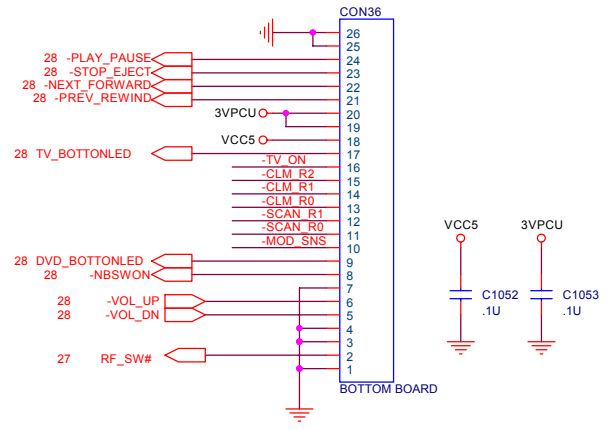 CON36
26
25
28 -PLAY_PAUSE 24
28 -STOP_EJECT 23
28 -NEXT_FORWARD 22
28 -PREV_REWIND 21
3VPCU 20
19
VCC5 18
28 TV_BOTTONLED 17
-TV_ON 16
-CLM_R2 15
-CLM_R1 14
-CLM_R0 13
-SCAN_R1 12
-SCAN_R0 11
-MOD_SNS 10
28 DVD_BOTTONLED 9
28 -NBSWON 8
7
28 -VOL_UP 6
28 -VOL_DN 5
4
3
27 RF_SW# 2
1
BOTTOM BOARD
VCC5 3VPCU
C1052 C1053
.1U .1U